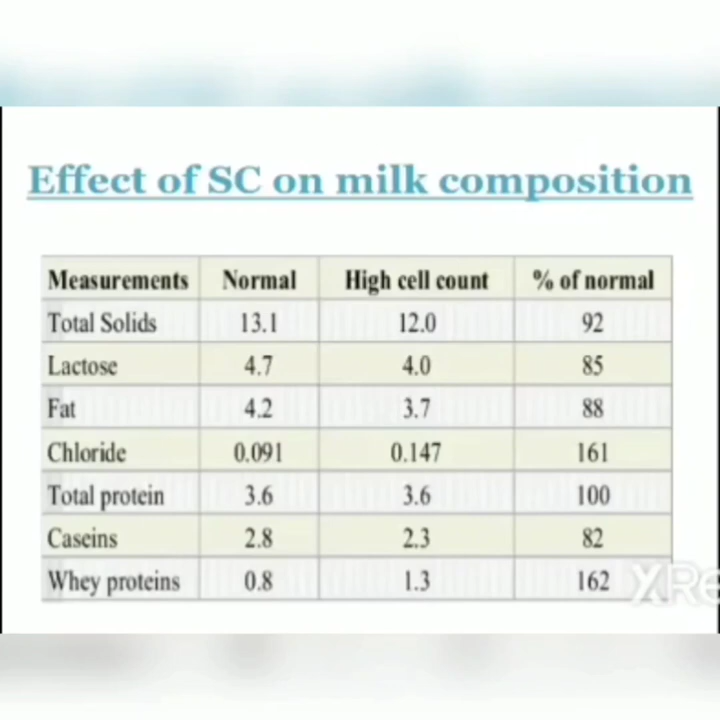 Effect of SC on milk composition
Measurements Normal High cell count % of normal
Total Solids 13.1 12.0 92
Lactose 4.7 4.0 85
Fat 4.2 3.7 88
Chloride 0.091 0.147 161
Total protein 3.6 3.6 100
Caseins 2.8 2.3 82
Whey proteins 0.8 1.3 162